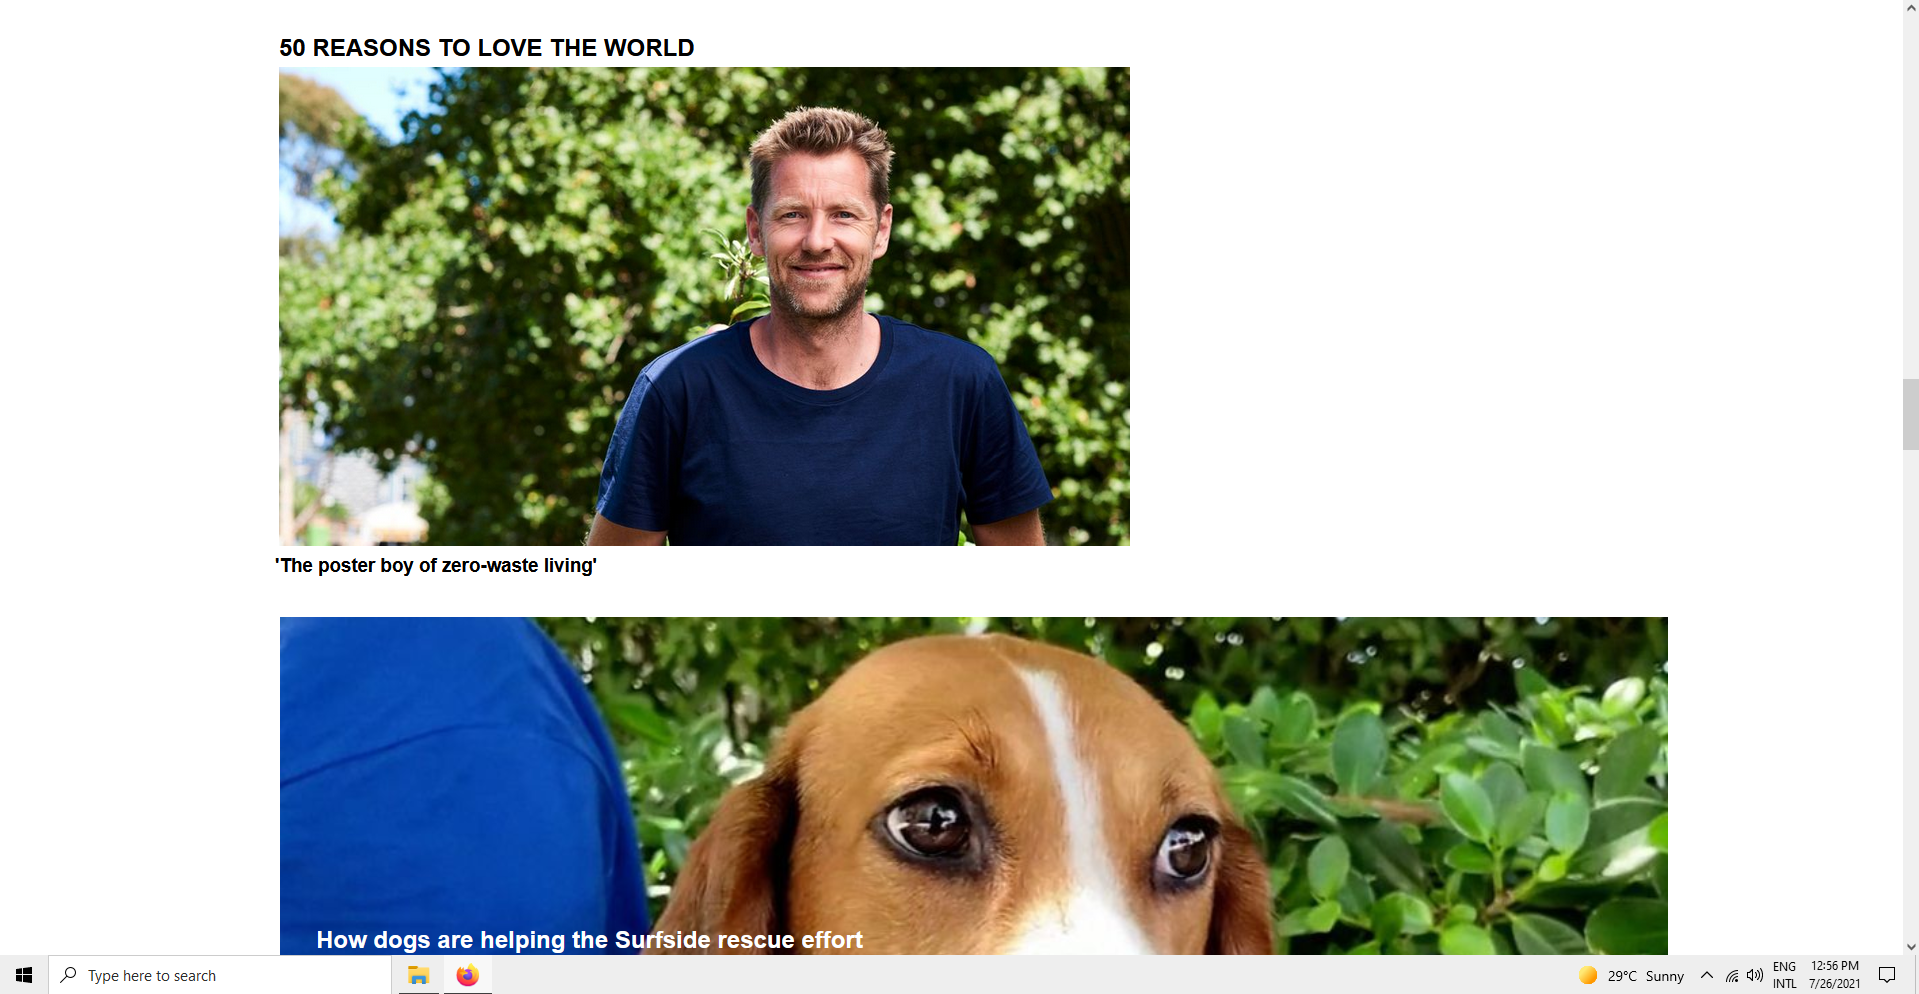 50 REASONS TO LOVE THE WORLD
'The poster boy of zero-waste living'
How dogs are helping the Surfside rescue effort
Type here to search
29°C Sunny
ENG
INTL
12:56 PM
7/26/2021